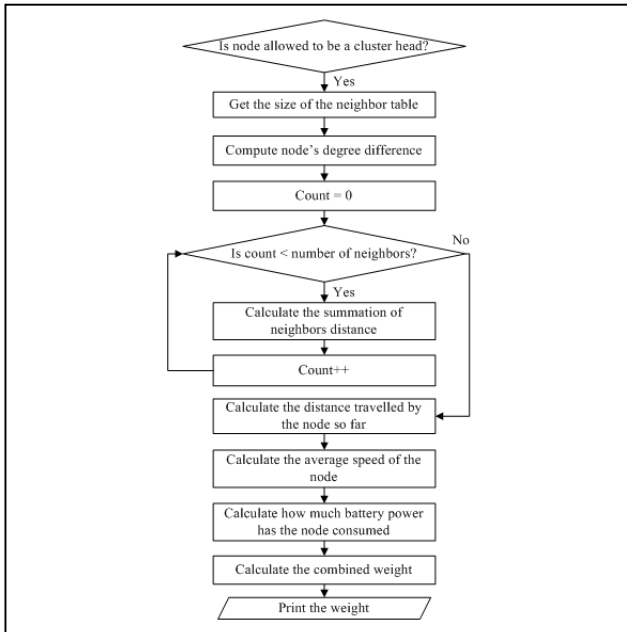 Is node allowed to be a cluster head?
Yes
Get the size of the neighbor table
Compute node's degree difference
Count = 0
No
Is count < number of neighbors?
Yes
Calculate the summation of
neighbors distance
Count++
Calculate the distance travelled by
the node so far
Calculate the average speed of the
node
Calculate how much battery power
has the node consumed
Calculate the combined weight
Print the weight